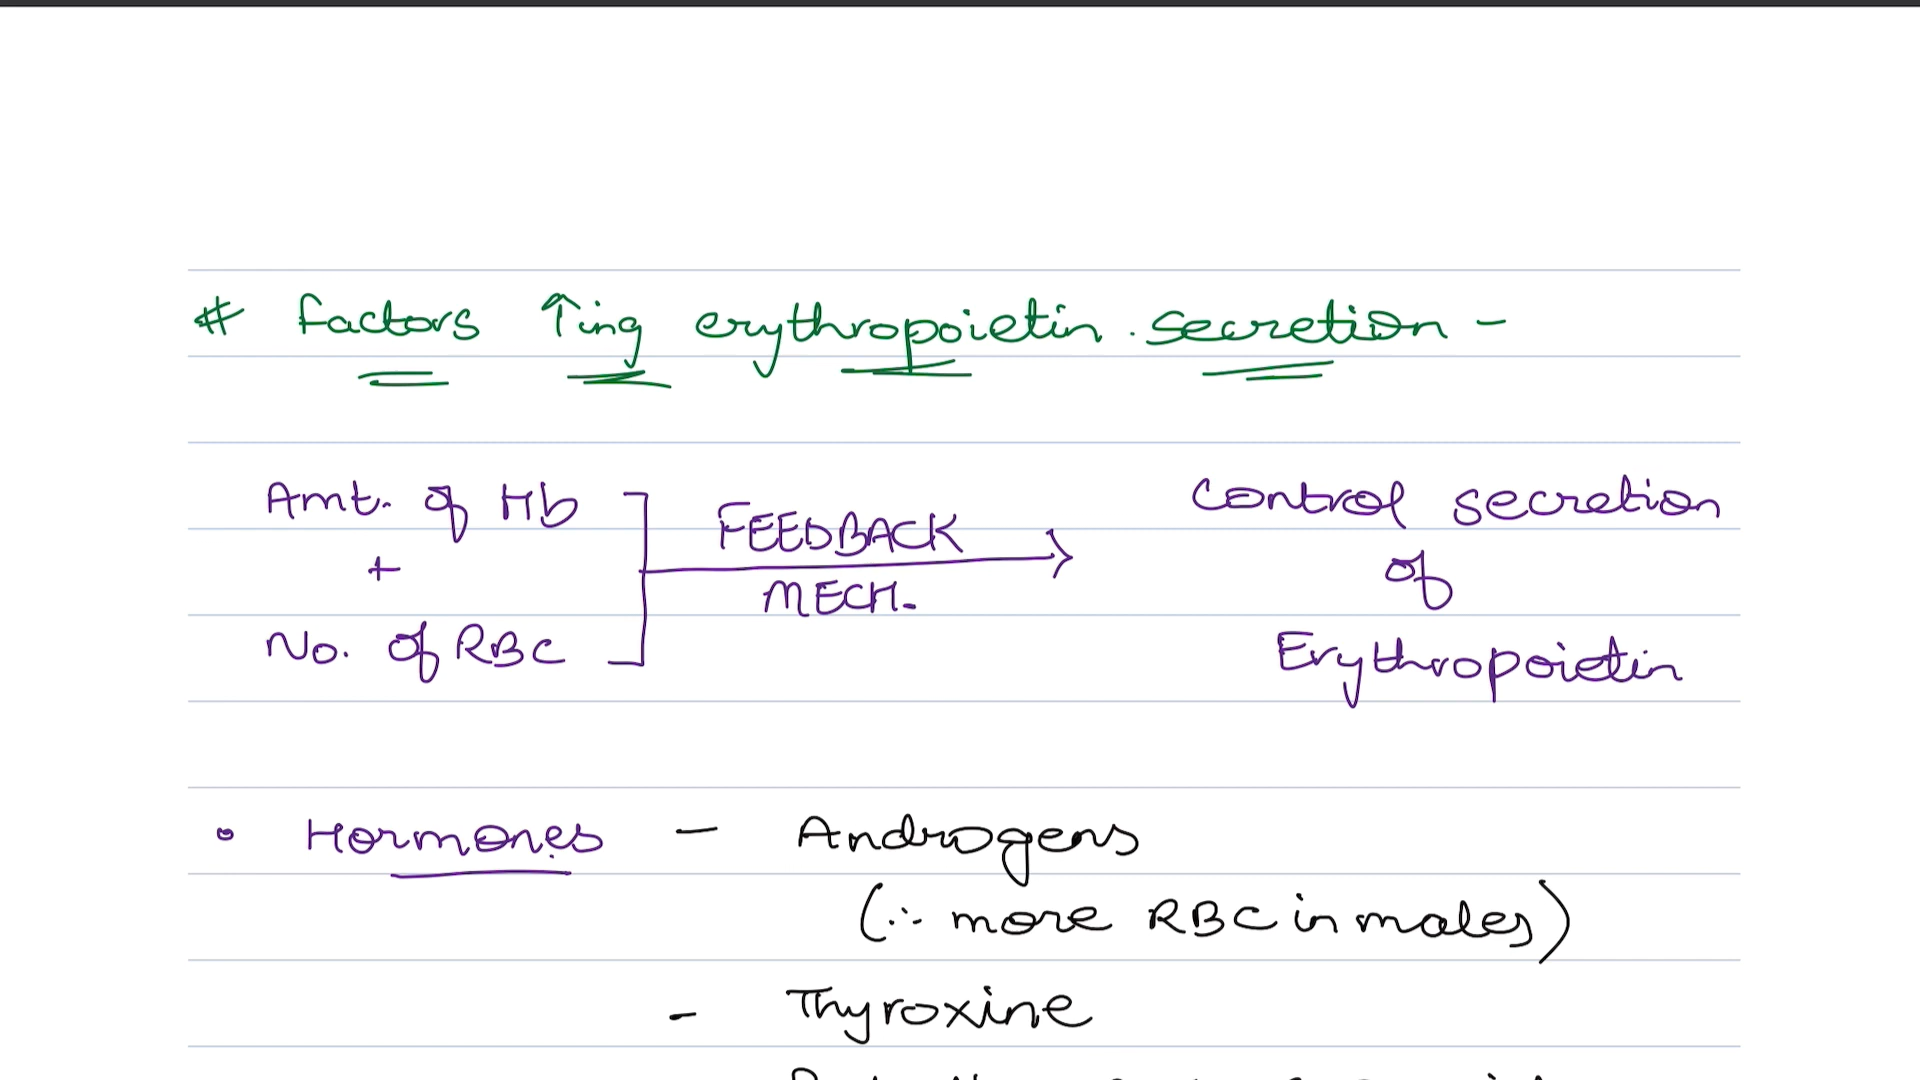 # factors ↑ing erythropoietin secretion -
Amt. of Hb
+
No. of RBC
FEEDBACK
MECH.
Control secretion
of
Erythropoietin
• Hormones - Androgens
(∴ more RBC in males)
- Thyroxine